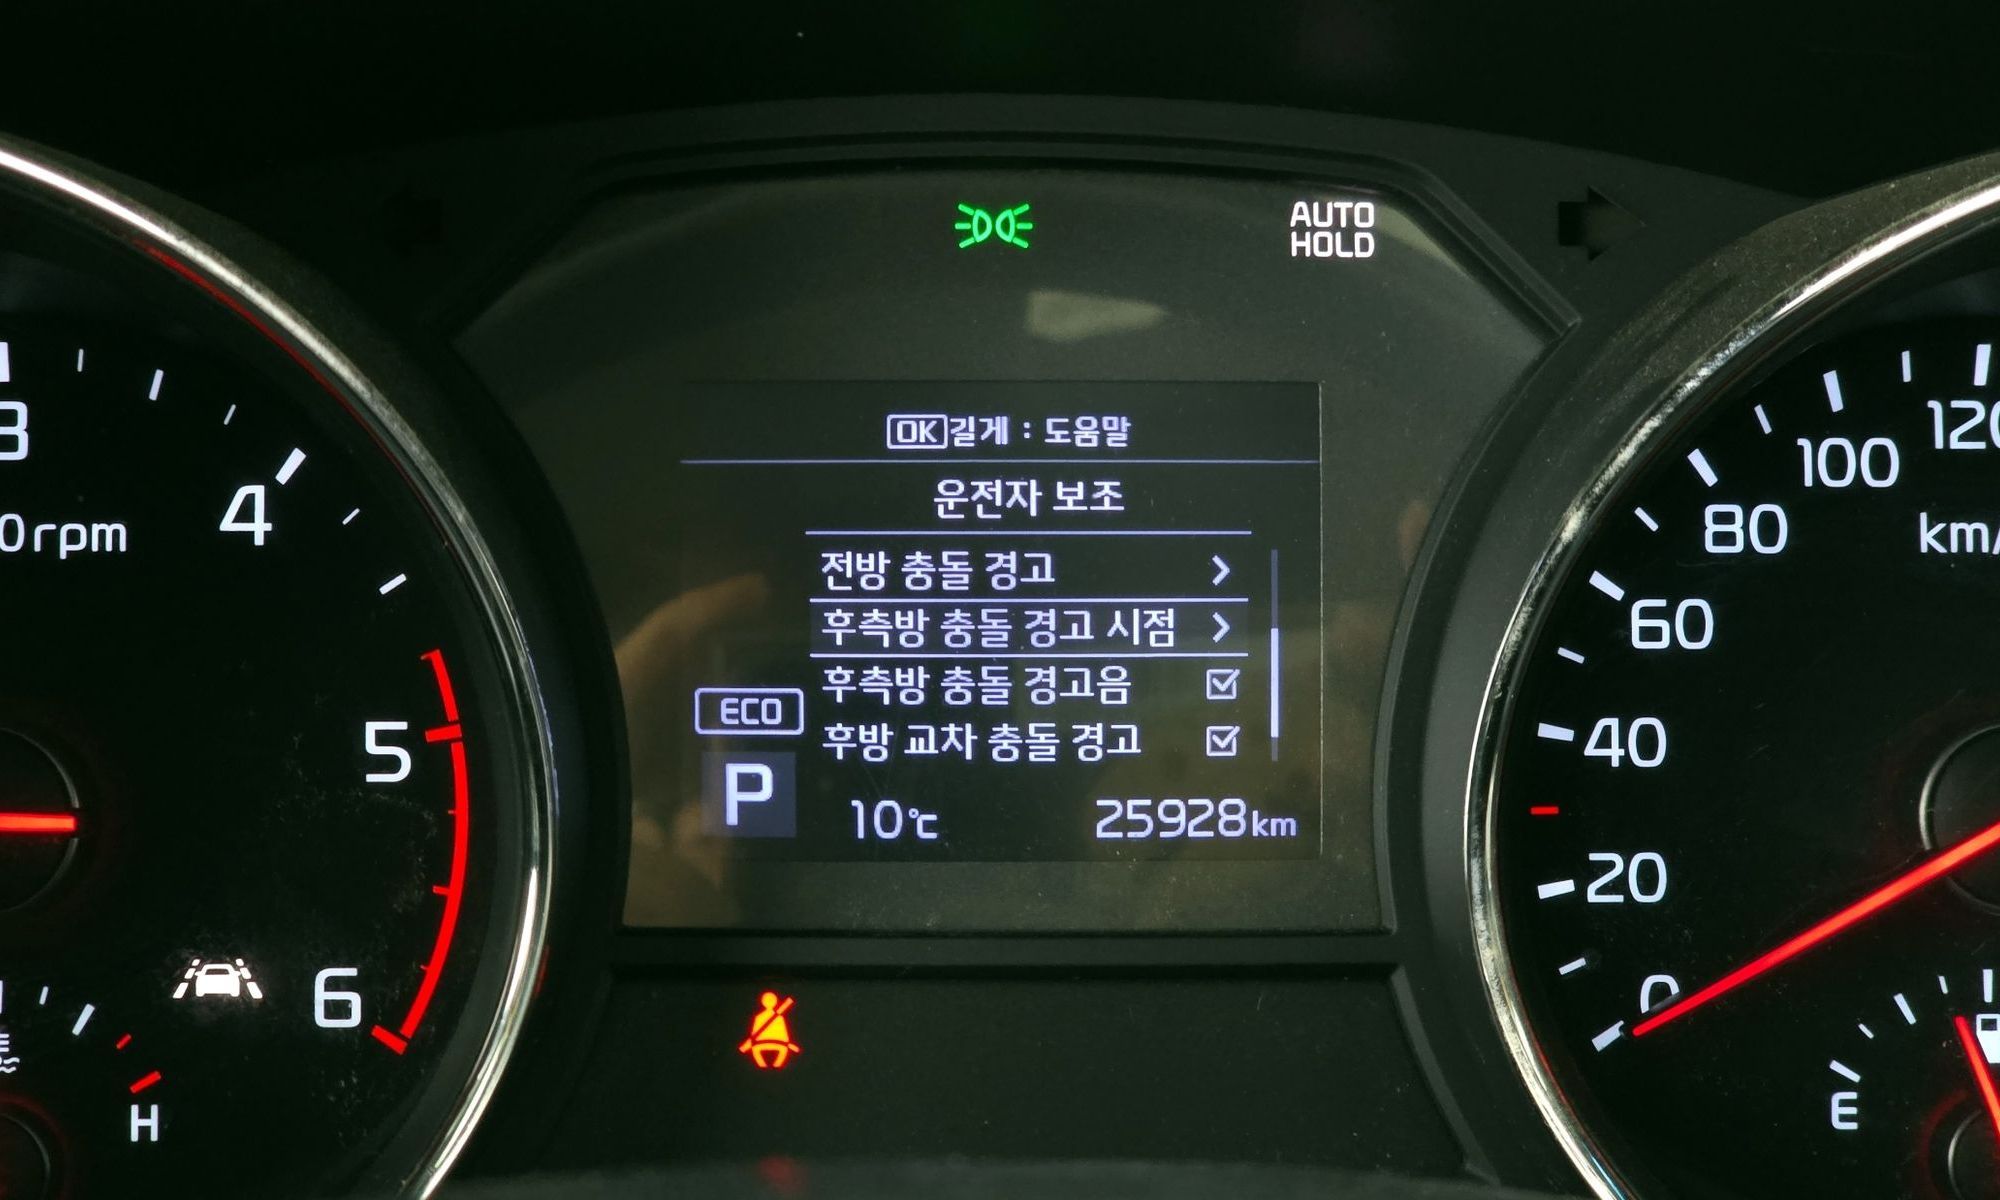 AUTO
HOLD
OK 길게 : 도움말
운전자 보조
전방 충돌 경고
후측방 충돌 경고 시점
후측방 충돌 경고음
후방 교차 충돌 경고
ECO
P
10℃
25928km
3
4
5
6
0rpm
H
0
20
40
60
80
100
120
km/
E